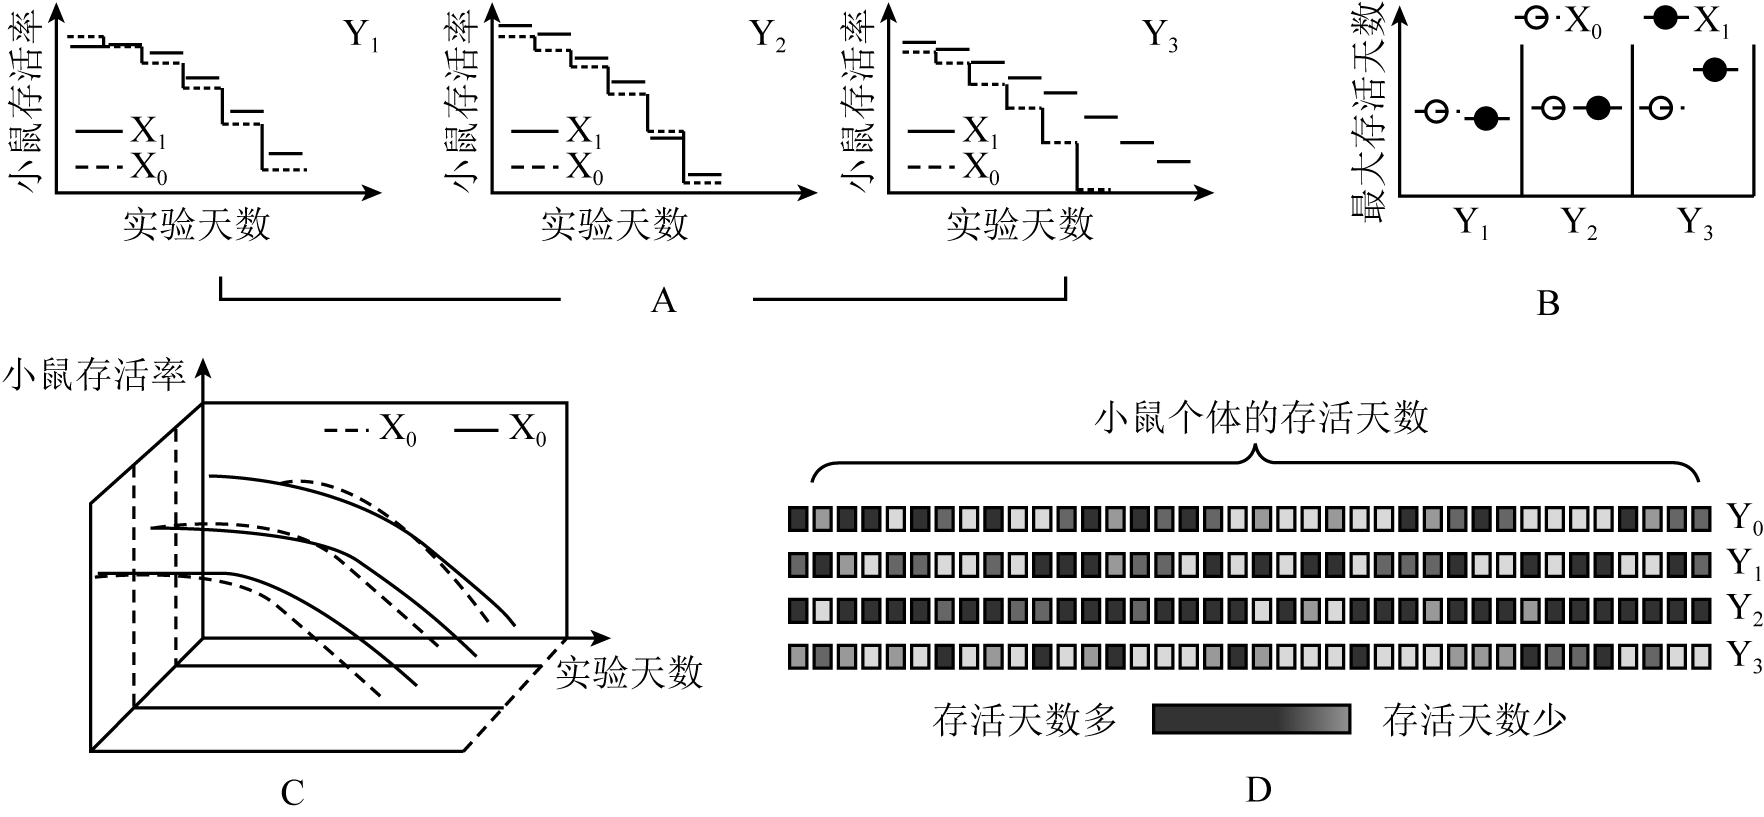 小鼠存活率
Y1
X1
X0
实验天数
小鼠存活率
Y2
X1
X0
实验天数
小鼠存活率
Y3
X1
X0
实验天数
A
最大存活天数
X0
X1
Y1
Y2
Y3
B
小鼠存活率
X0
X0
实验天数
C
小鼠个体的存活天数
Y0
Y1
Y2
Y3
存活天数多
存活天数少
D